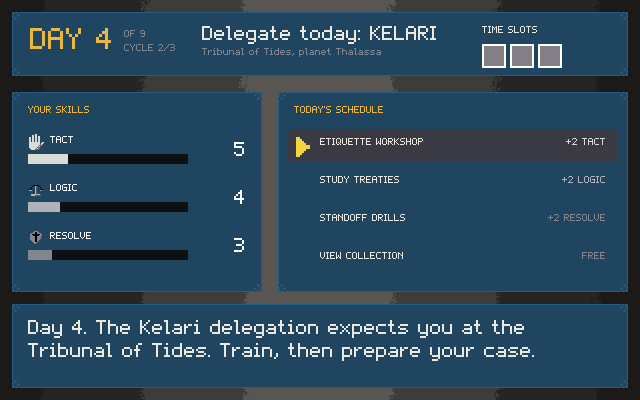 DAY 4
OF 9
CYCLE 2/3
Delegate today: KELARI
Tribunal of Tides, planet Thalassa
TIME SLOTS
YOUR SKILLS
TACT
5
LOGIC
4
RESOLVE
3
TODAY'S SCHEDULE
ETIQUETTE WORKSHOP +2 TACT
STUDY TREATIES +2 LOGIC
STANDOFF DRILLS +2 RESOLVE
VIEW COLLECTION FREE
Day 4. The Kelari delegation expects you at the
Tribunal of Tides. Train, then prepare your case.